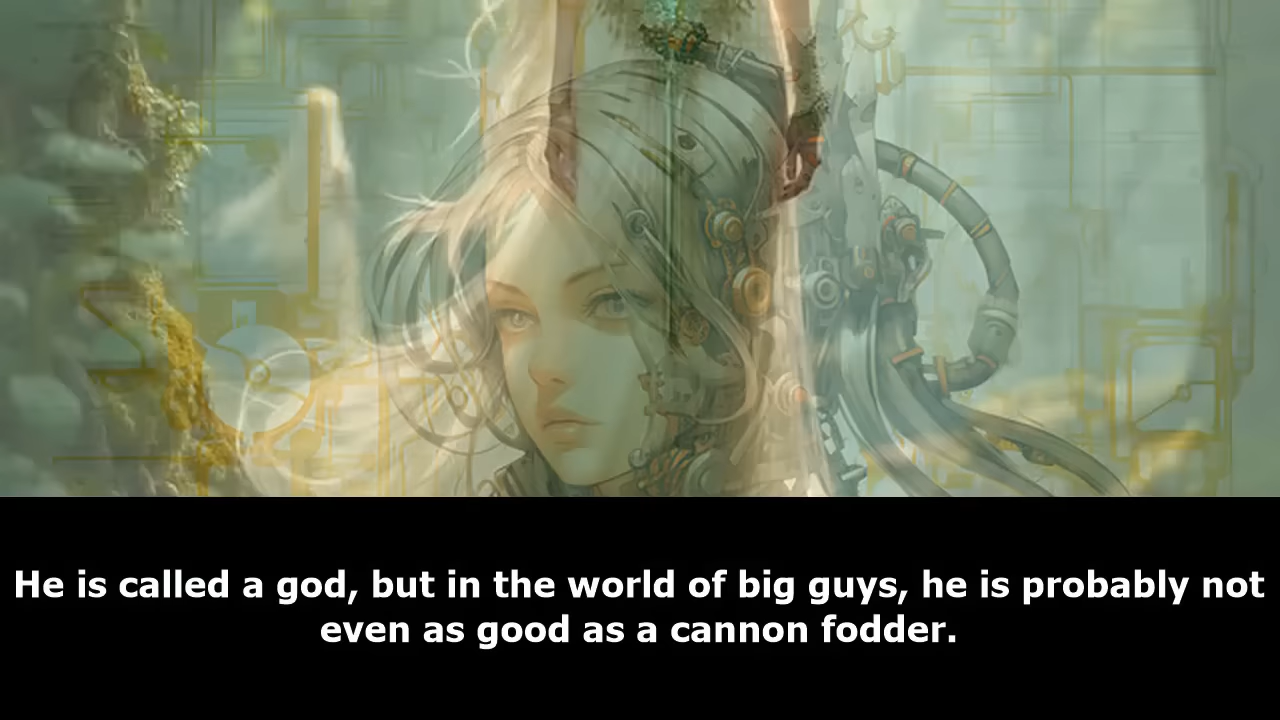 He is called a god, but in the world of big guys, he is probably not
even as good as a cannon fodder.